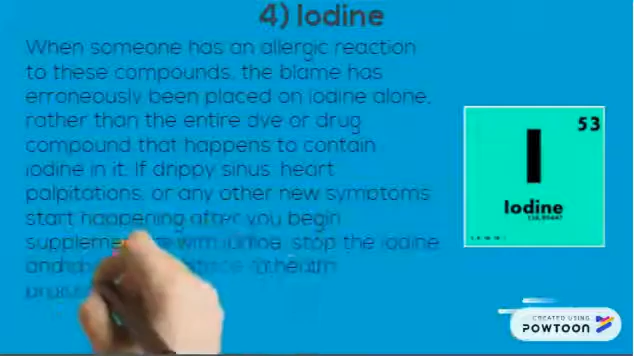 4) Iodine
When someone has an allergic reaction
to these compounds, the blame has
erroneously been placed on iodine alone,
rather than the entire dye or drug
compound that happens to contain
iodine in it. If drippy sinus, heart
palpitations, or any other new symptoms
start happening after you begin
with iodine, stop the iodine
health
53
I
Iodine
CREATED USING
POWTOON